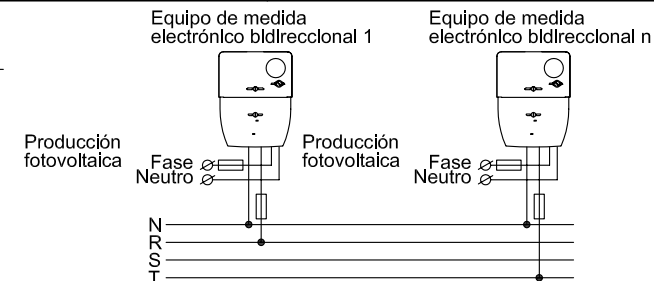 Equipo de medida
electrónico bidireccional 1
Equipo de medida
electrónico bidireccional n
Producción
fotovoltaica
Fase
Neutro
Producción
fotovoltaica
Fase
Neutro
N
R
S
T